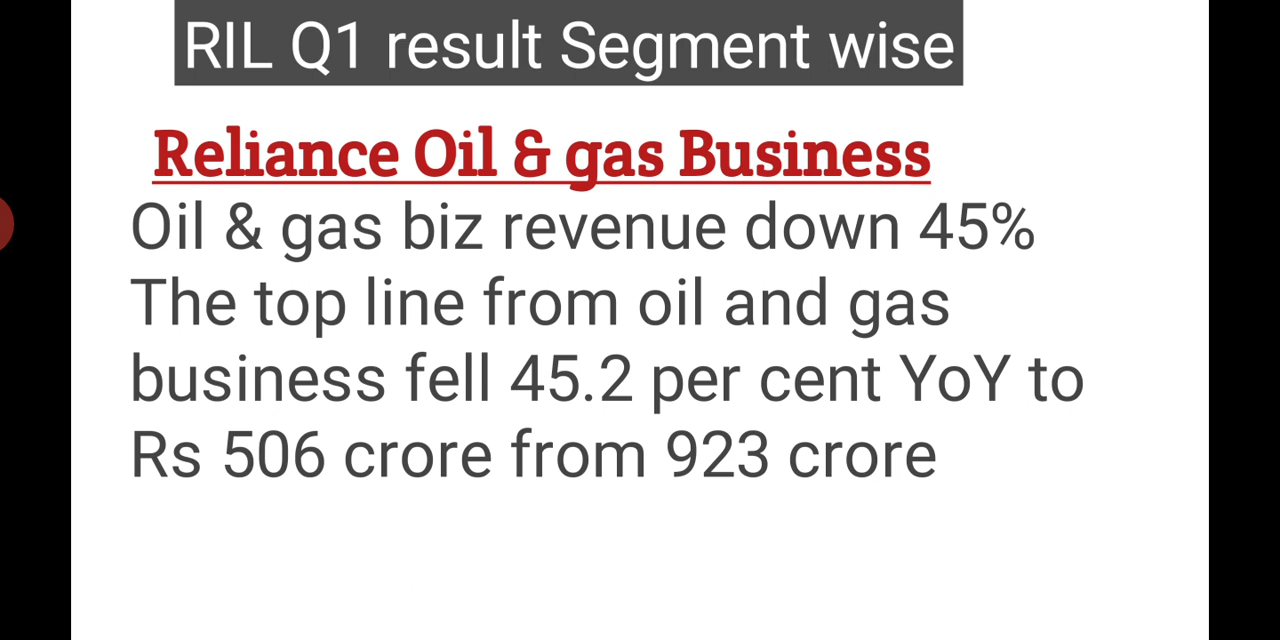 RIL Q1 result Segment wise
Reliance Oil & gas Business
Oil & gas biz revenue down 45%
The top line from oil and gas
business fell 45.2 per cent YoY to
Rs 506 crore from 923 crore